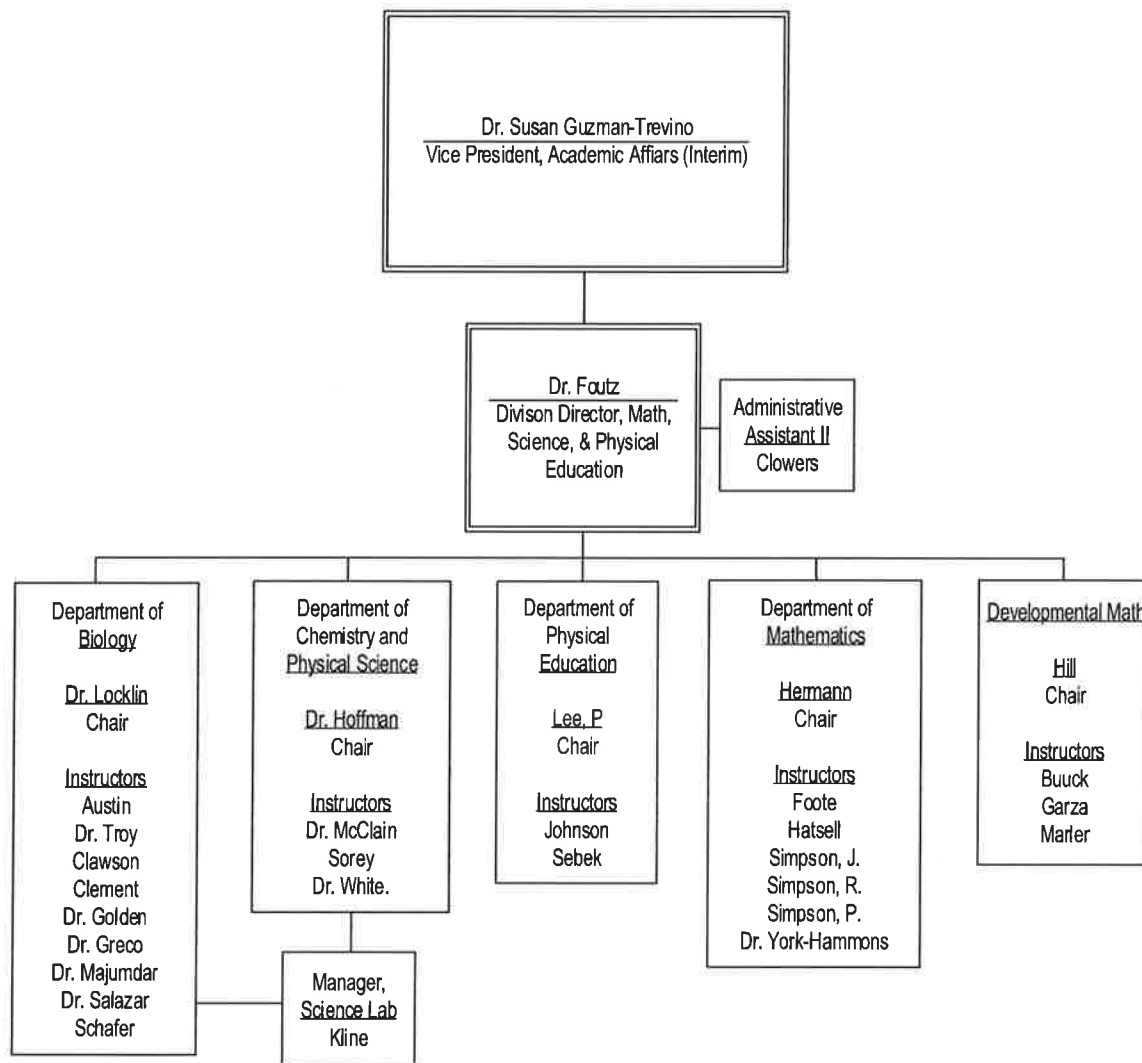 Dr. Susan Guzman-Trevino
Vice President, Academic Affiars (Interim)
Dr. Foutz
Divison Director, Math,
Science, & Physical
Education
Administrative
Assistant II
Clowers
Department of
Biology
Dr. Locklin
Chair
Instructors
Austin
Dr. Troy
Clawson
Clement
Dr. Golden
Dr. Greco
Dr. Majumdar
Dr. Salazar
Schafer
Department of
Chemistry and
Physical Science
Dr. Hoffman
Chair
Instructors
Dr. McClain
Sorey
Dr. White.
Manager,
Science Lab
Kline
Department of
Physical
Education
Lee, P
Chair
Instructors
Johnson
Sebek
Department of
Mathematics
Hermann
Chair
Instructors
Foote
Hatsell
Simpson, J.
Simpson, R.
Simpson, P.
Dr. York-Hammons
Developmental Math
Hill
Chair
Instructors
Buuck
Garza
Marler